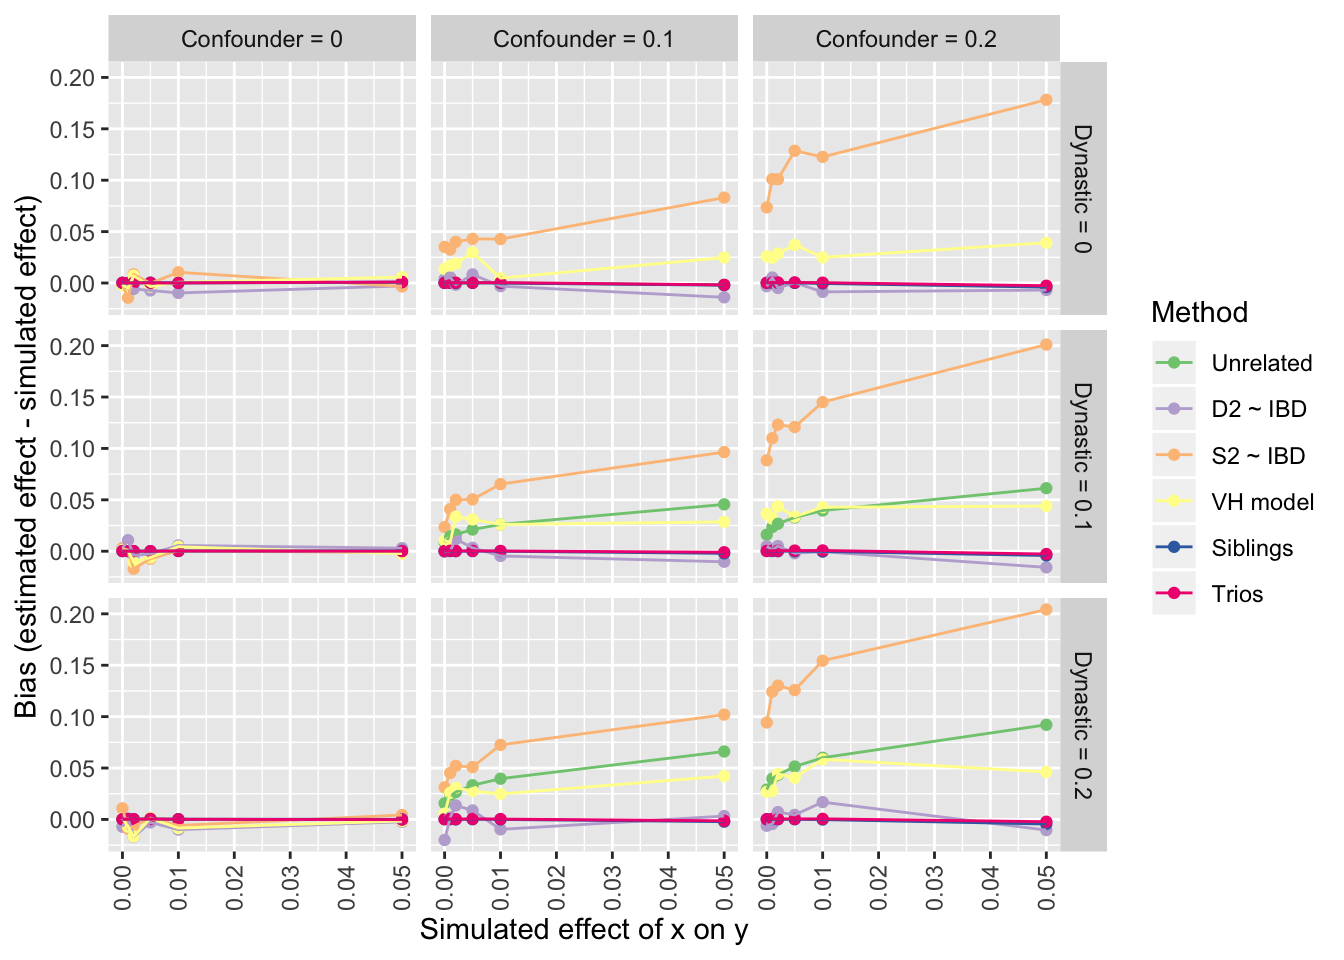 Confounder = 0
Confounder = 0.1
Confounder = 0.2
Bias (estimated effect - simulated effect)
0.20
0.15
0.10
0.05
0.00
Dynastic = 0
0.20
0.15
0.10
0.05
0.00
Dynastic = 0.1
0.20
0.15
0.10
0.05
0.00
Dynastic = 0.2
0.00
0.01
0.02
0.03
0.04
0.05
0.00
0.01
0.02
0.03
0.04
0.05
0.00
0.01
0.02
0.03
0.04
0.05
Simulated effect of x on y
Method
Unrelated
D2 ~ IBD
S2 ~ IBD
VH model
Siblings
Trios